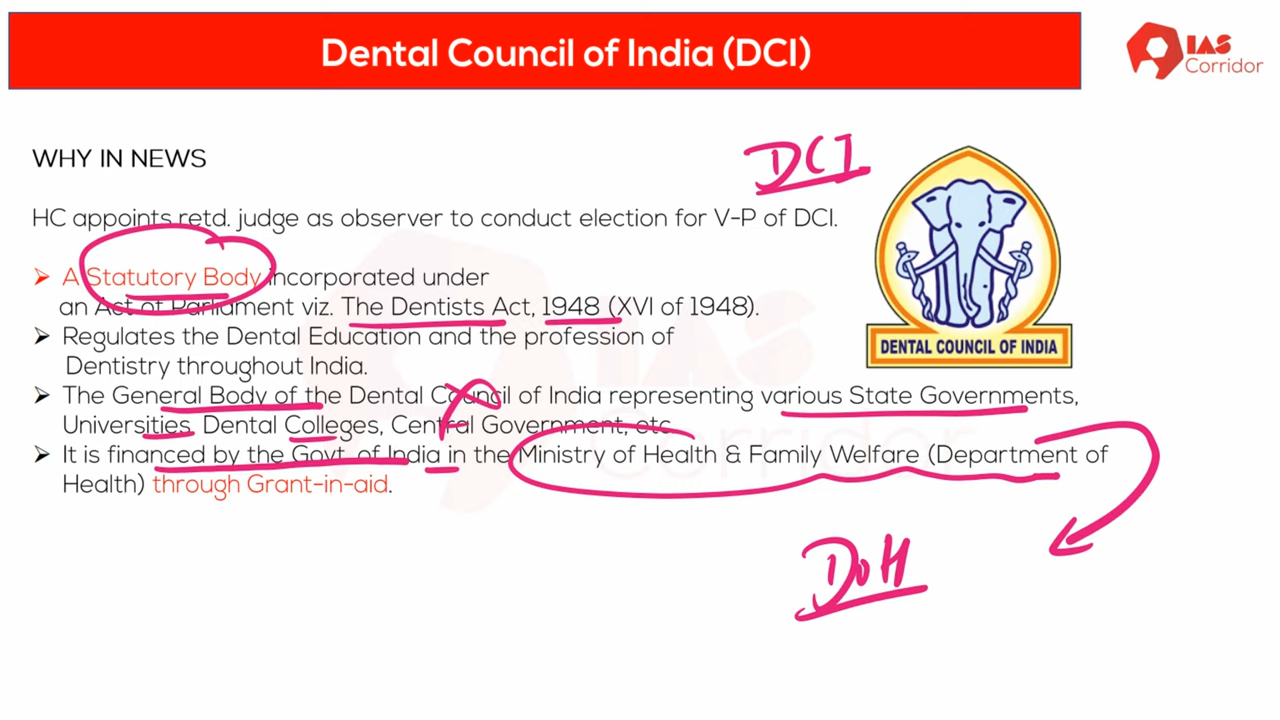 Dental Council of India (DCI)
IAS
Corridor
WHY IN NEWS
DCI
HC appoints retd. judge as observer to conduct election for V-P of DCI.
➤ A Statutory Body incorporated under
an Act of Parliament viz. The Dentists Act, 1948 (XVI of 1948).
➤ Regulates the Dental Education and the profession of
Dentistry throughout India.
DENTAL COUNCIL OF INDIA
➤ The General Body of the Dental Council of India representing various State Governments,
Universities, Dental Colleges, Central Government, etc.
➤ It is financed by the Govt. of India in the Ministry of Health & Family Welfare (Department of
Health) through Grant-in-aid.
DoH
IAS
Corridor